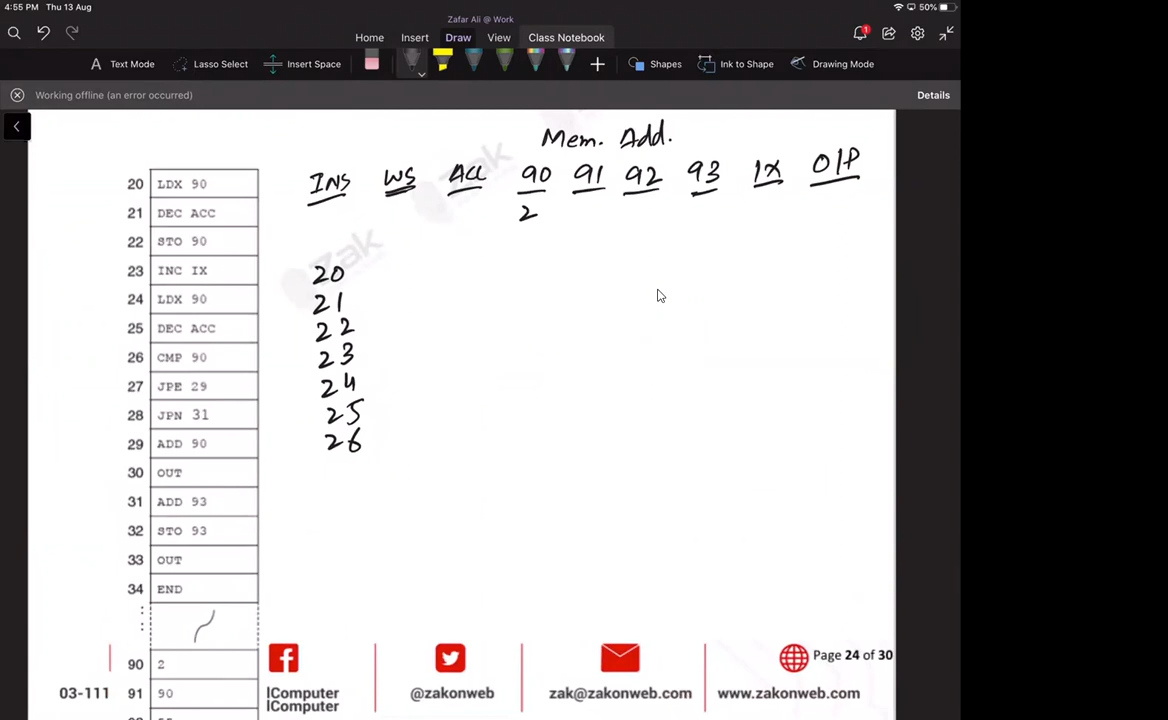 4:55 PM Thu 13 Aug
50%
Zafar Ali @ Work
Home Insert Draw View Class Notebook
1
Text Mode Lasso Select Insert Space Shapes Ink to Shape Drawing Mode
Working offline (an error occurred) Details
Mem. Add.
INS WS ACC 90 91 92 93 IX O/P
2
zak
zak
20 LDX 90
21 DEC ACC
22 STO 90
23 INC IX
24 LDX 90
25 DEC ACC
26 CMP 90
27 JPE 29
28 JPN 31
29 ADD 90
30 OUT
31 ADD 93
32 STO 93
33 OUT
34 END
:
:
90 2
91 90
20
21
22
23
24
25
26
03-111
IComputer
IComputer
@zakonweb
zak@zakonweb.com
www.zakonweb.com
Page 24 of 30